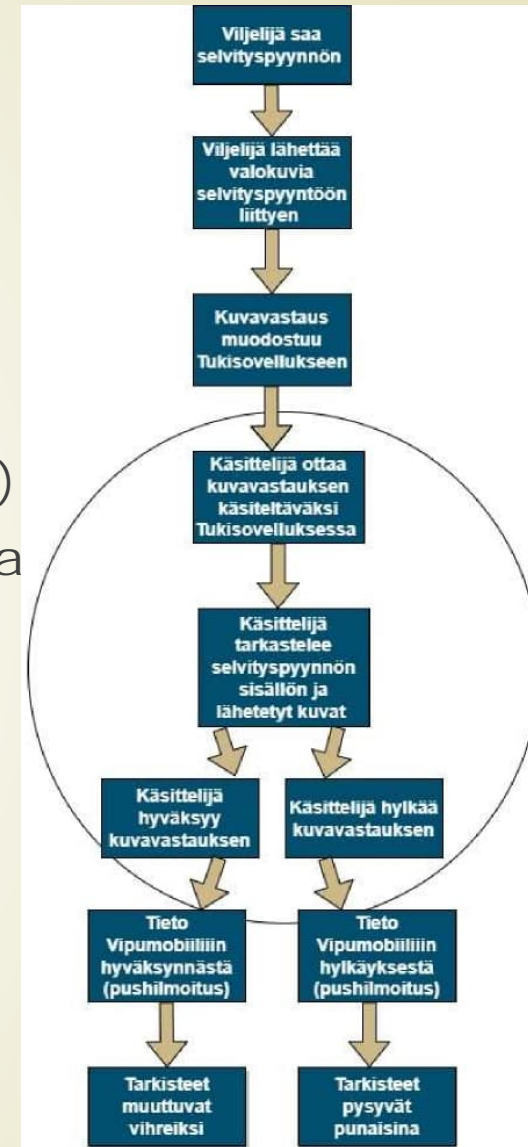 Viljelijä saa
selvityspyynnön
Viljelijä lähettää
valokuvia
selvityspyyntöön
liittyen
Kuvavastaus
muodostuu
Tukisovellukseen
)
a
Käsittelijä ottaa
kuvavastauksen
käsiteltäväksi
Tukisovelluksessa
Käsittelijä
tarkastelee
selvityspyynnön
sisällön ja
lähetetyt kuvat
Käsittelijä
hyväksyy
kuvavastauksen
Käsittelijä hylkää
kuvavastauksen
Tieto
Vipumobiiliiin
hyväksynnästä
(pushilmoitus)
Tieto
Vipumobiiliiin
hylkäyksestä
(pushilmoitus)
Tarkisteet
muuttuvat
vihreiksi
Tarkisteet
pysyvät
punaisina